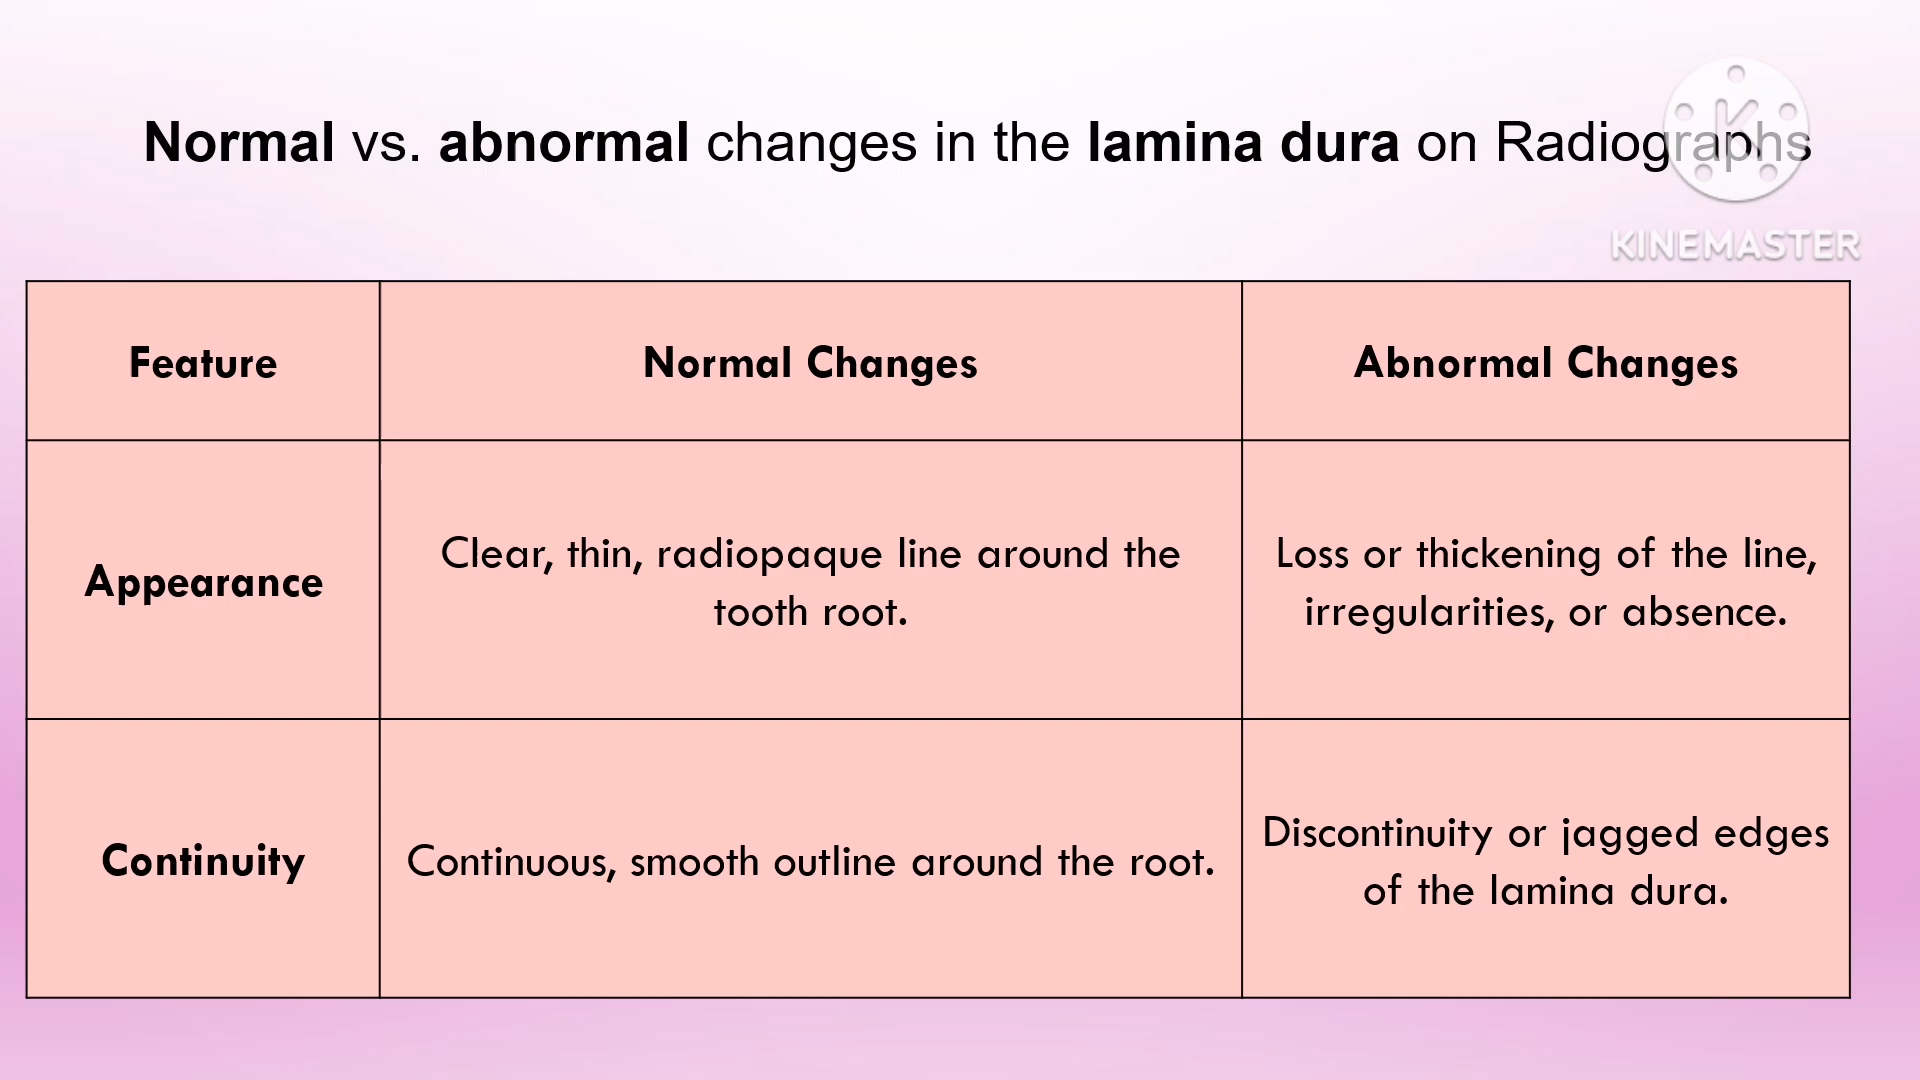 Normal vs. abnormal changes in the lamina dura on Radiographs
KINEMASTER
Feature
Normal Changes
Abnormal Changes
Appearance
Clear, thin, radiopaque line around the
tooth root.
Loss or thickening of the line,
irregularities, or absence.
Continuity
Continuous, smooth outline around the root.
Discontinuity or jagged edges
of the lamina dura.